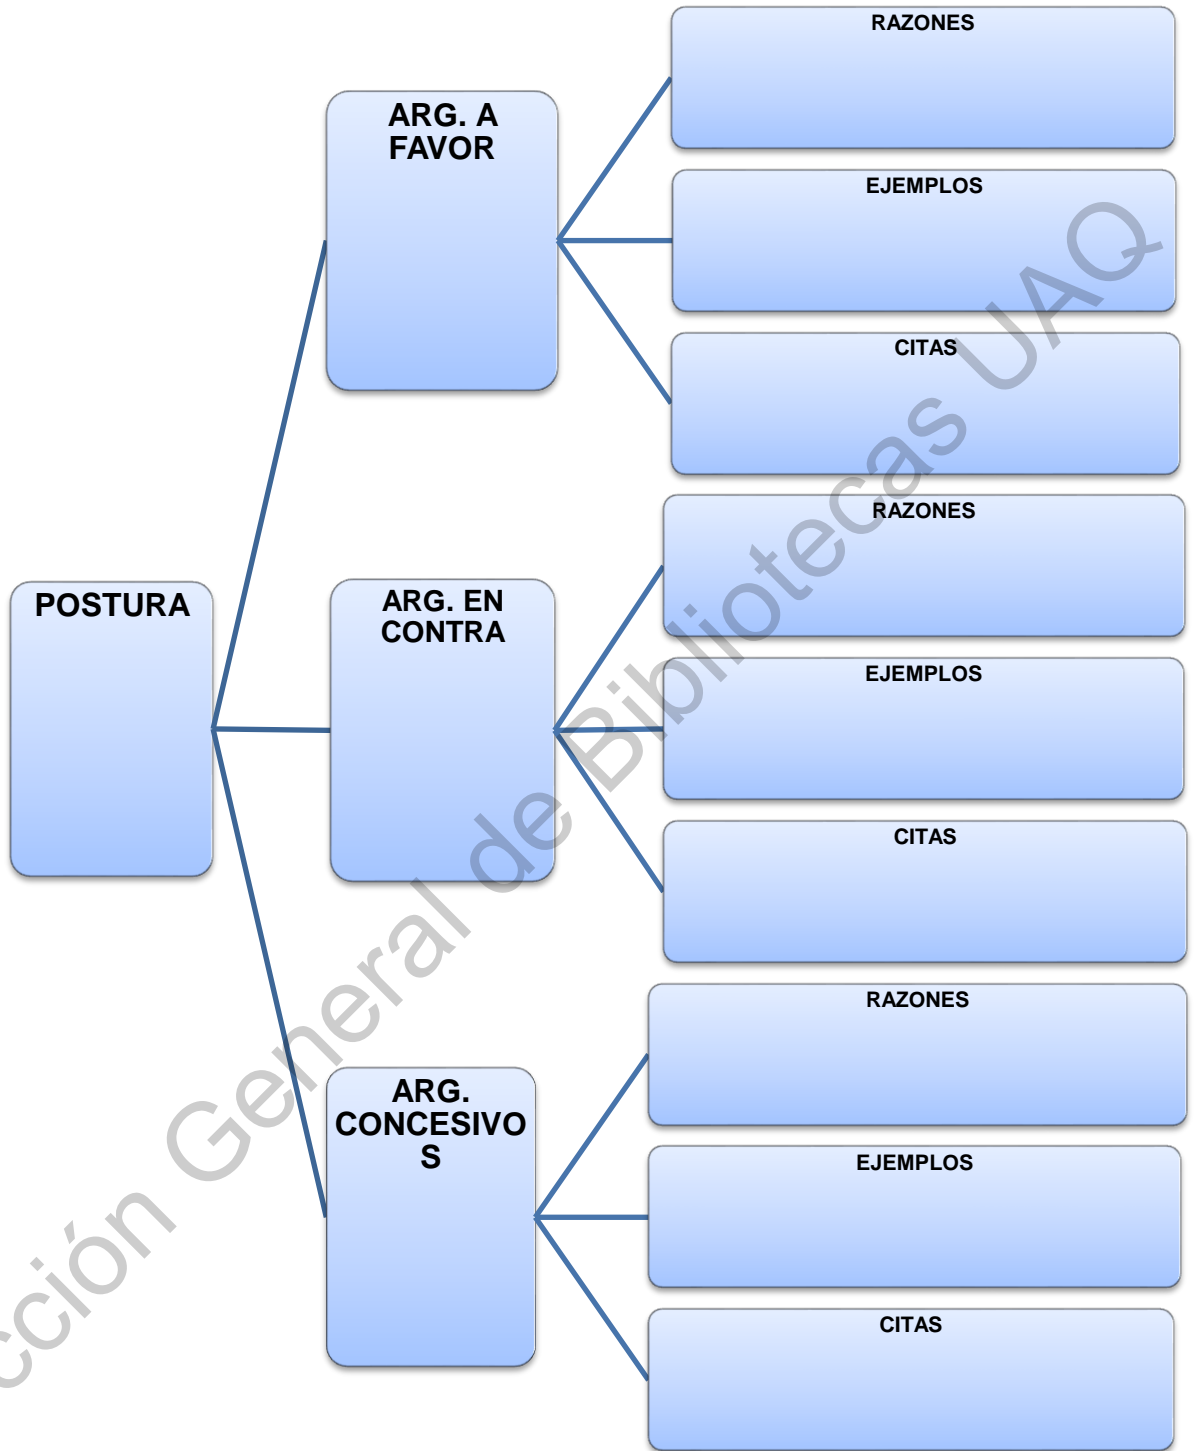 RAZONES
ARG. A
FAVOR
EJEMPLOS
CITAS
RAZONES
POSTURA
ARG. EN
CONTRA
EJEMPLOS
CITAS
RAZONES
ARG.
CONCESIVO
S
EJEMPLOS
CITAS
cción General de Bibliotecas UAQ